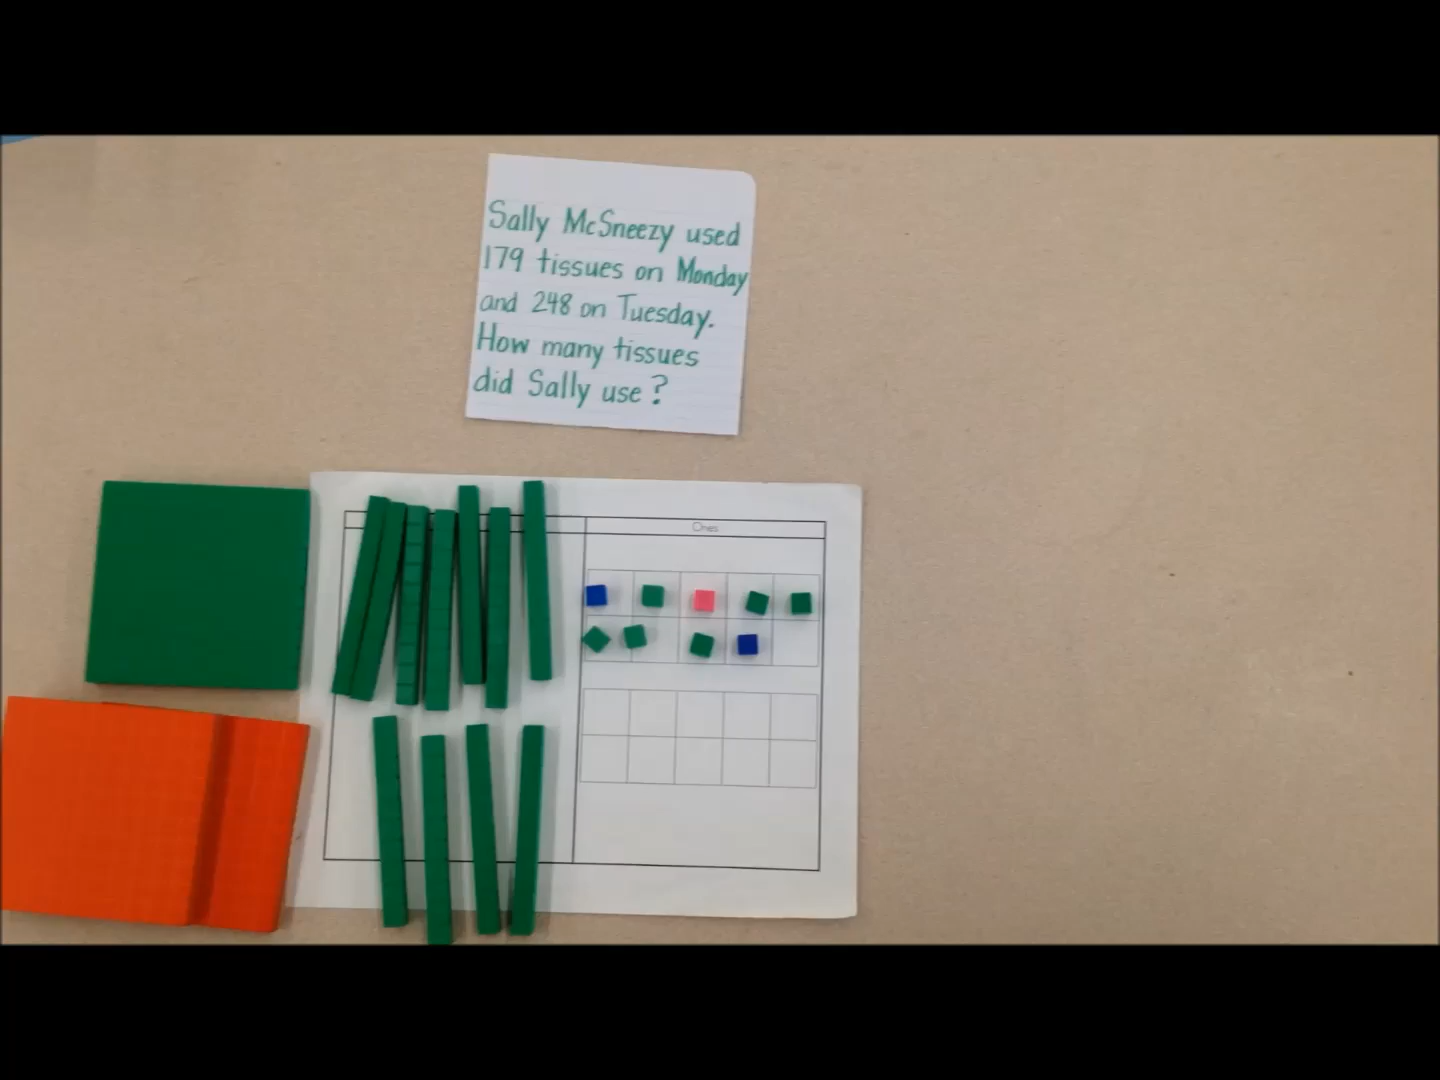 Sally McSneezy used
179 tissues on Monday
and 248 on Tuesday.
How many tissues
did Sally use?
Ones